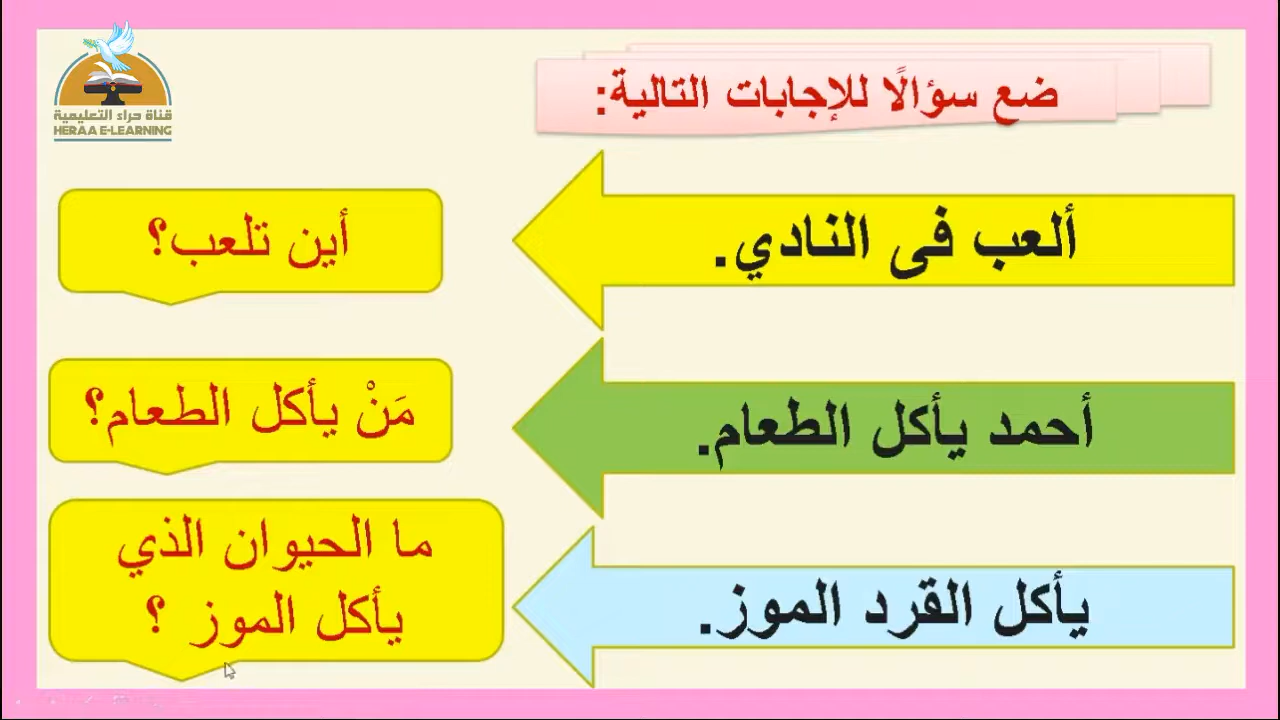 قناة حراء التعليمية
HERAA E-LEARNING
ضع سؤالًا للإجابات التالية:
ألعب فى النادي.
أين تلعب؟
أحمد يأكل الطعام.
مَنْ يأكل الطعام؟
يأكل القرد الموز.
ما الحيوان الذي
يأكل الموز ؟